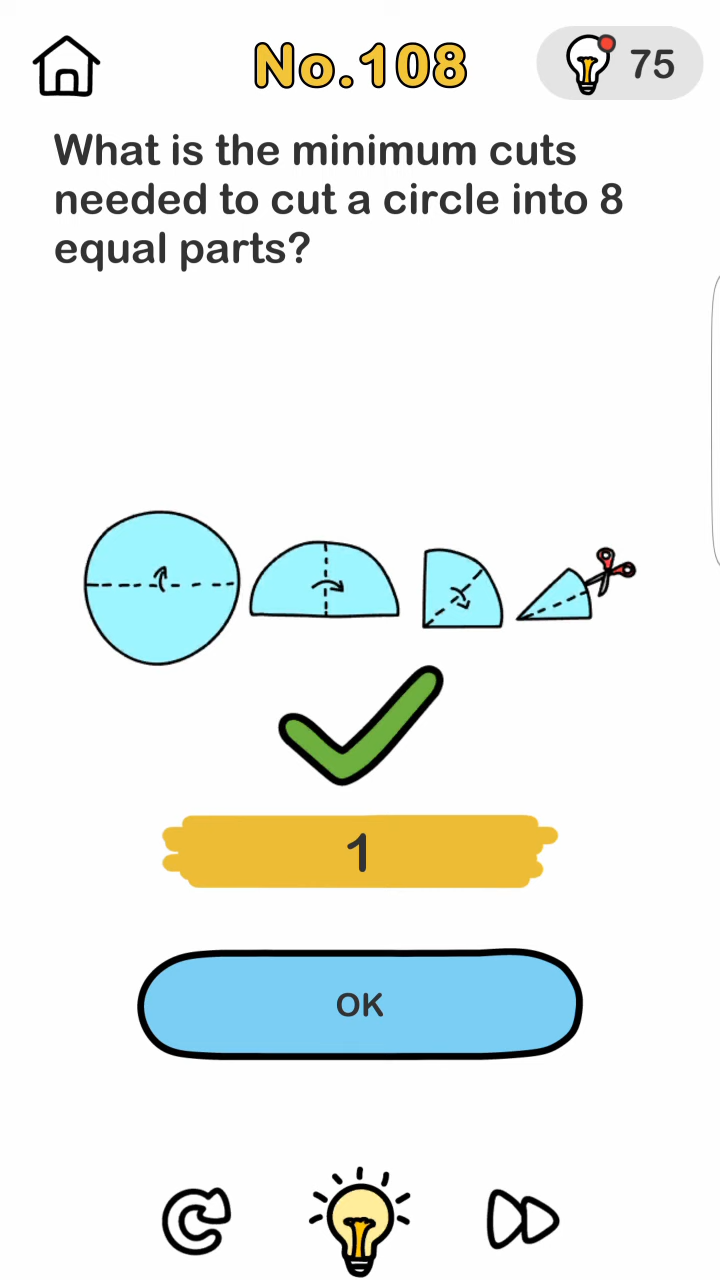 No.108
75
What is the minimum cuts
needed to cut a circle into 8
equal parts?
1
OK